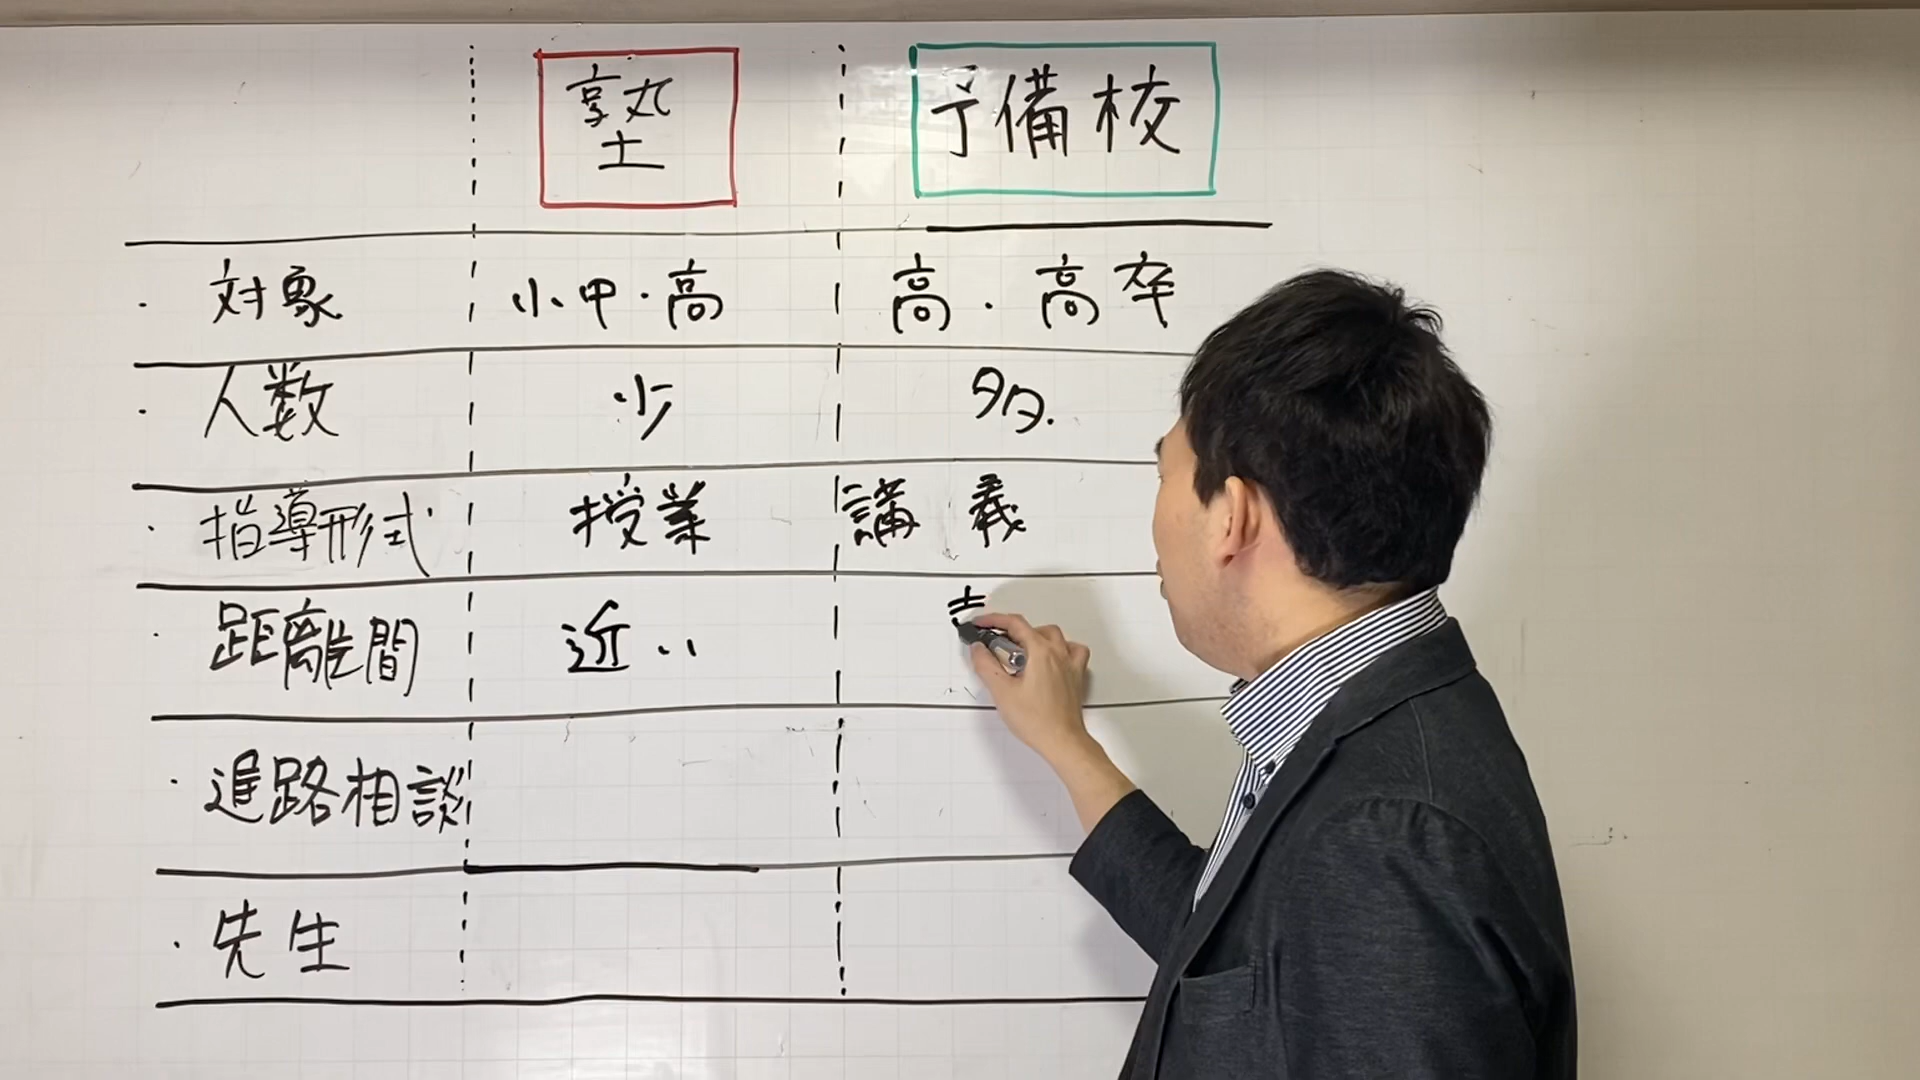 塾 予備校
・対象 小中・高 高・高卒
・人数 少 多
・指導形式 授業 講義
・距離間 近い
・進路相談
・先生